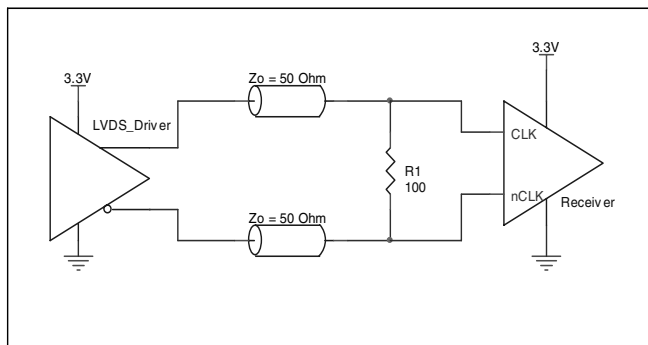 3.3V
LVDS_Driver
Zo = 50 Ohm
Zo = 50 Ohm
R1
100
3.3V
CLK
nCLK
Receiver